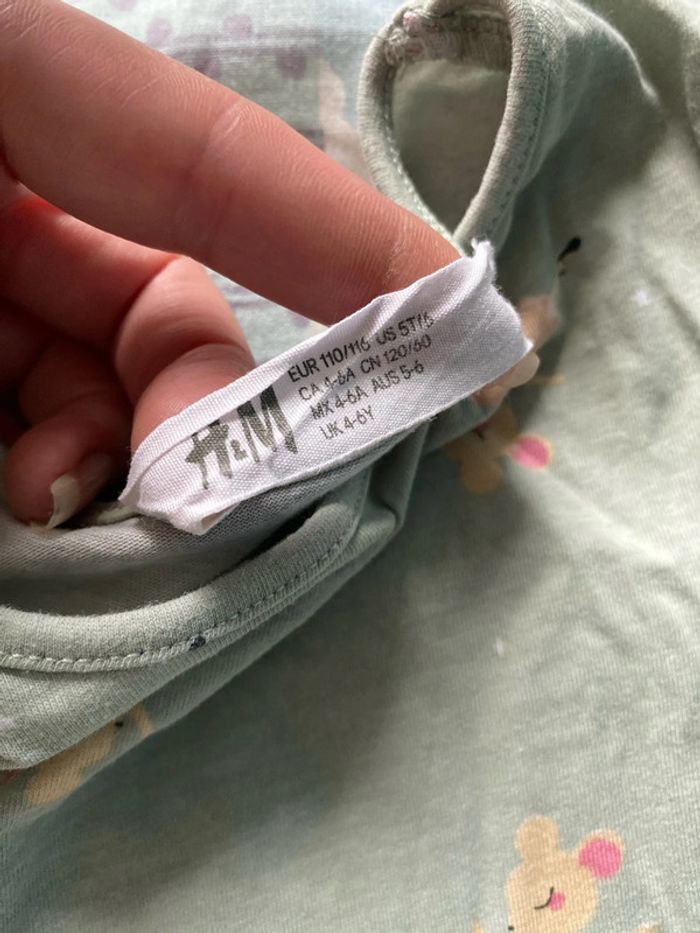 H&M
EUR 110/116 US 5T/6
CA 4-6A CN 120/60
MX 4-6A AUS 5-6
UK 4-6Y